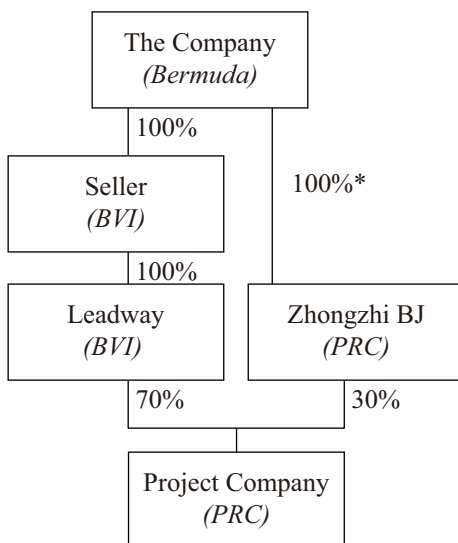 The Company
(Bermuda)
100%
Seller
(BVI)
100%*
100%
Leadway
(BVI)
Zhongzhi BJ
(PRC)
70%
30%
Project Company
(PRC)